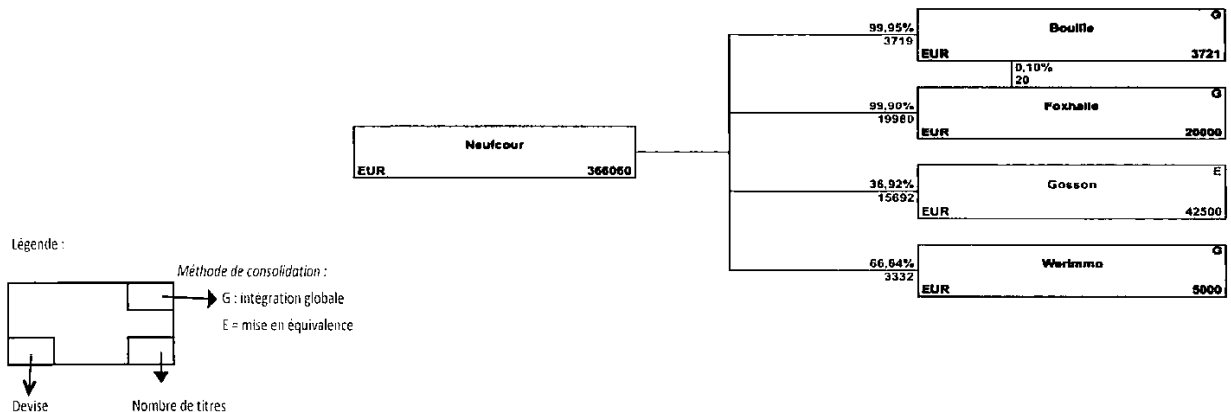 G
99,95%
Bouille
3719
EUR
3721
0,10%
20
G
99,90%
Foxhalle
19980
EUR
20000
Neufcour
EUR
366060
E
36,92%
Gosson
15692
EUR
42500
G
66,64%
Werimmo
3332
EUR
5000
Légende :
Méthode de consolidation :
G : intégration globale
E = mise en équivalence
Devise
Nombre de titres